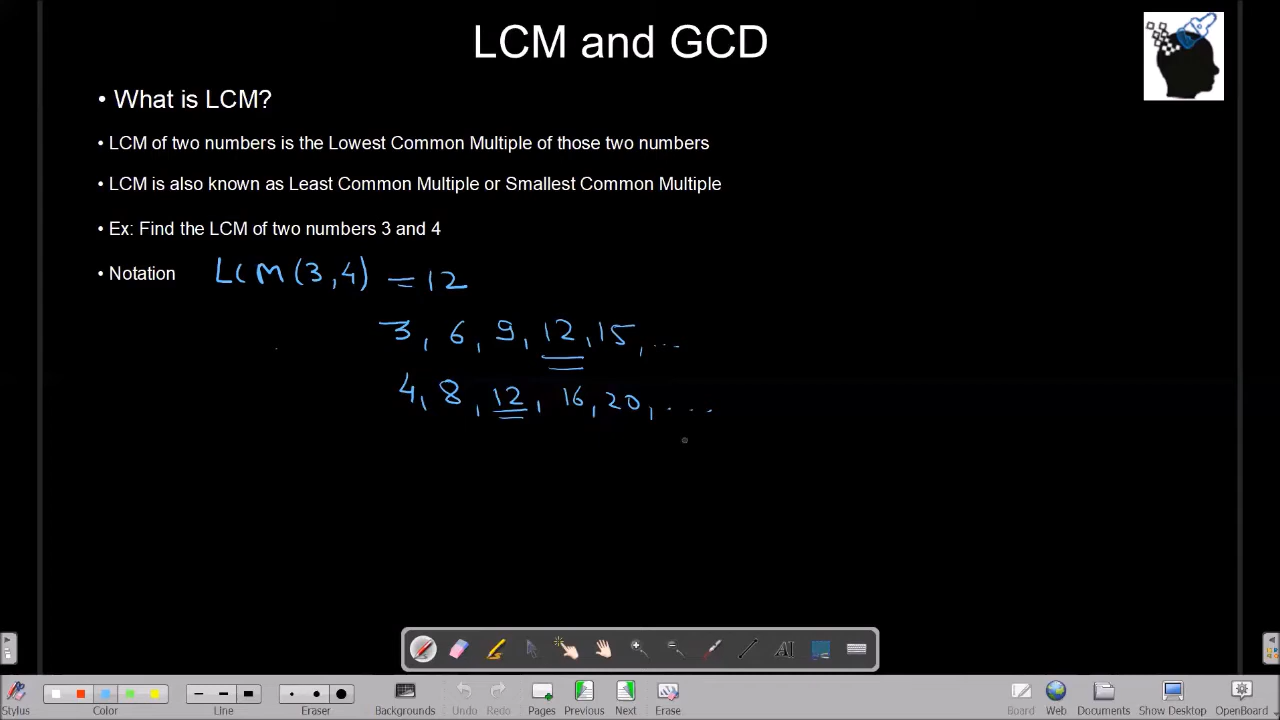 LCM and GCD
• What is LCM?
• LCM of two numbers is the Lowest Common Multiple of those two numbers
• LCM is also known as Least Common Multiple or Smallest Common Multiple
• Ex: Find the LCM of two numbers 3 and 4
• Notation LCM (3,4) = 12
3, 6, 9, 12, 15, ...
4, 8, 12, 16, 20, ....
AI
Stylus Color Line Eraser Backgrounds Undo Redo Pages Previous Next Erase Board Web Documents Show Desktop OpenBoard